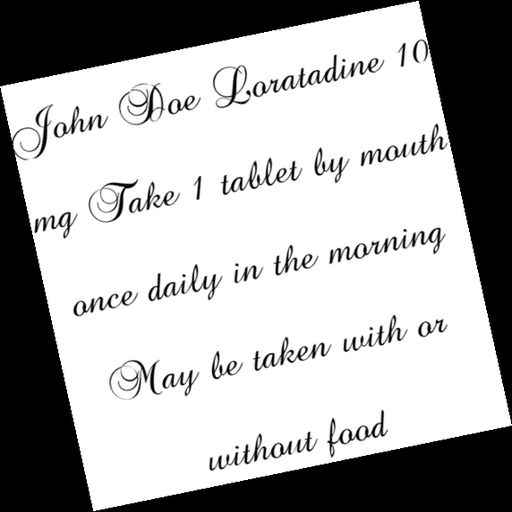 John Doe Loratadine 10
mg Take 1 tablet by mouth
once daily in the morning
May be taken with or
without food